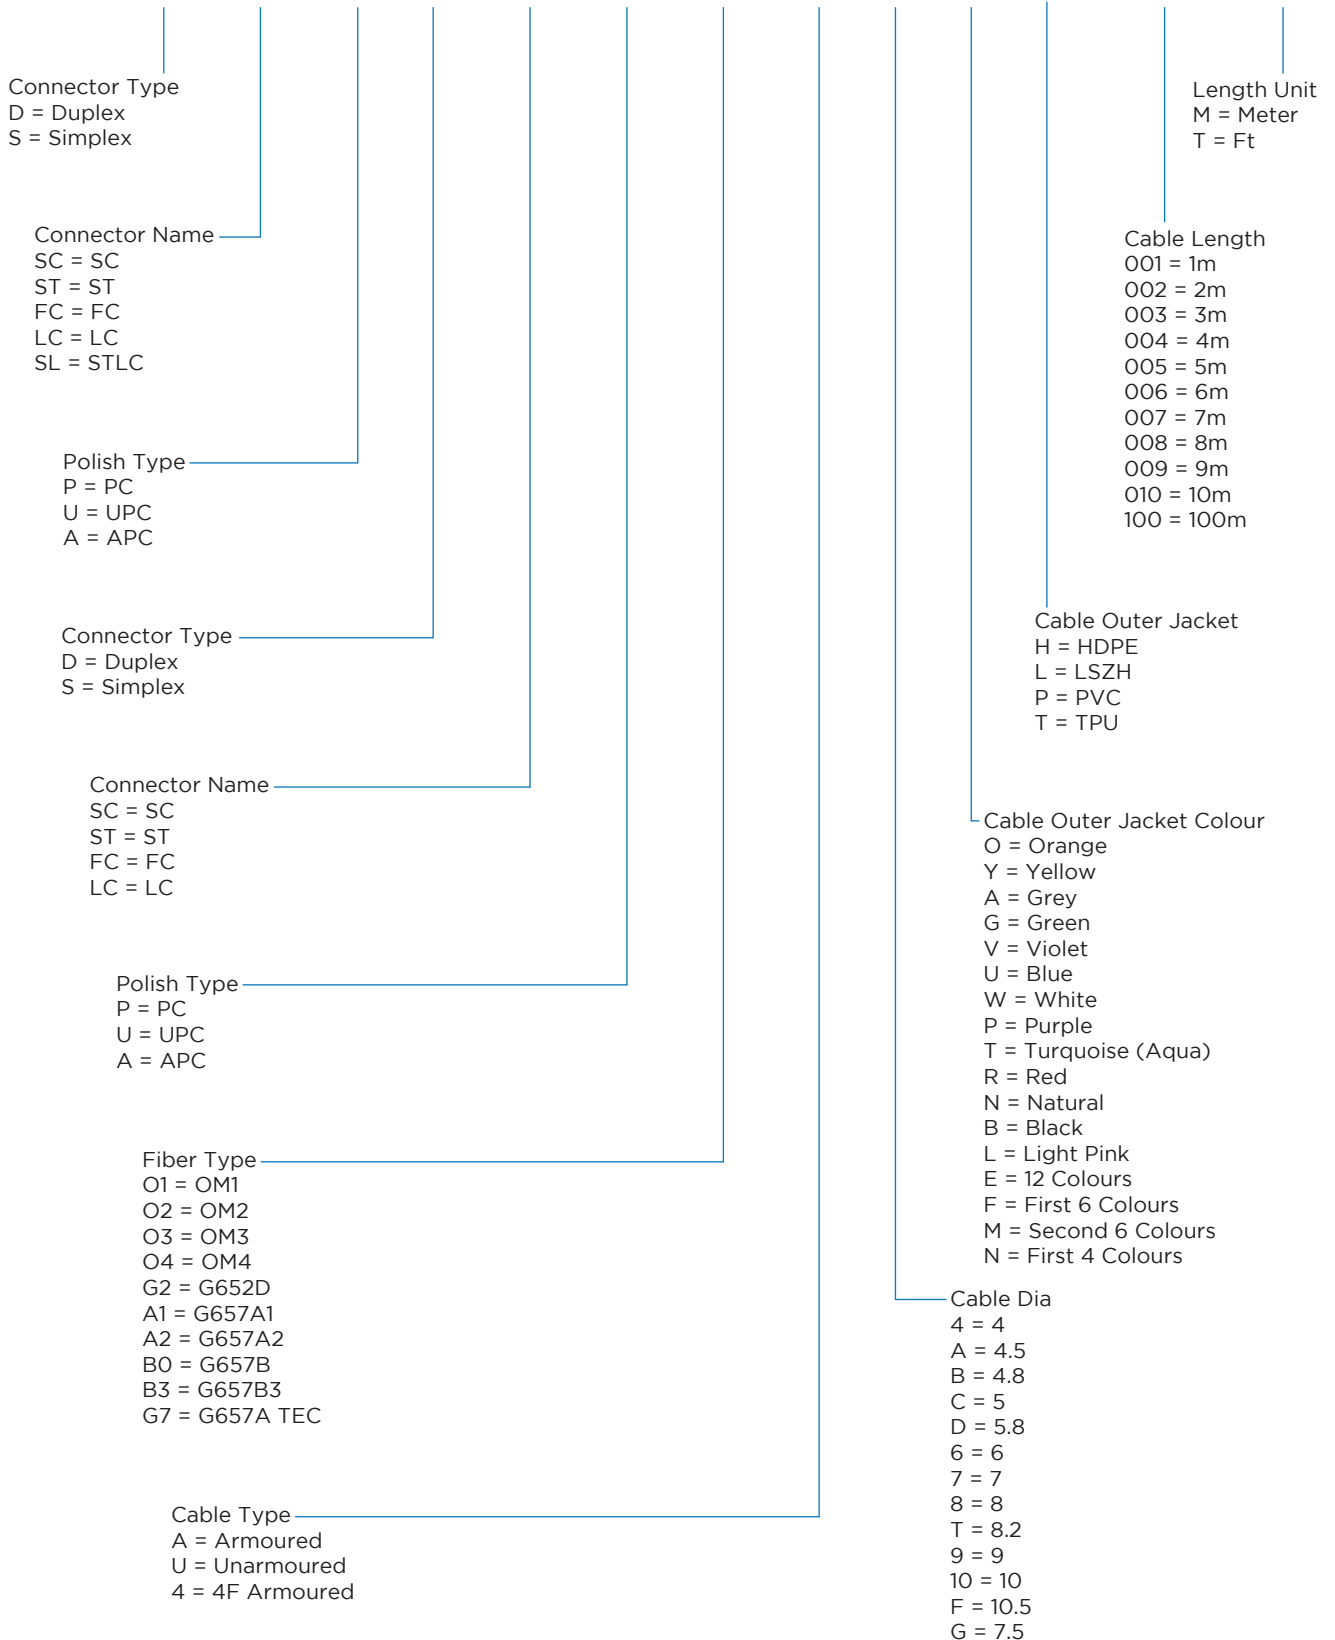 Connector Type
D = Duplex
S = Simplex
Connector Name
SC = SC
ST = ST
FC = FC
LC = LC
SL = STLC
Polish Type
P = PC
U = UPC
A = APC
Connector Type
D = Duplex
S = Simplex
Connector Name
SC = SC
ST = ST
FC = FC
LC = LC
Polish Type
P = PC
U = UPC
A = APC
Fiber Type
O1 = OM1
O2 = OM2
O3 = OM3
O4 = OM4
G2 = G652D
A1 = G657A1
A2 = G657A2
B0 = G657B
B3 = G657B3
G7 = G657A TEC
Cable Type
A = Armoured
U = Unarmoured
4 = 4F Armoured
Cable Dia
4 = 4
A = 4.5
B = 4.8
C = 5
D = 5.8
6 = 6
7 = 7
8 = 8
T = 8.2
9 = 9
10 = 10
F = 10.5
G = 7.5
Cable Outer Jacket Colour
O = Orange
Y = Yellow
A = Grey
G = Green
V = Violet
U = Blue
W = White
P = Purple
T = Turquoise (Aqua)
R = Red
N = Natural
B = Black
L = Light Pink
E = 12 Colours
F = First 6 Colours
M = Second 6 Colours
N = First 4 Colours
Cable Outer Jacket
H = HDPE
L = LSZH
P = PVC
T = TPU
Cable Length
001 = 1m
002 = 2m
003 = 3m
004 = 4m
005 = 5m
006 = 6m
007 = 7m
008 = 8m
009 = 9m
010 = 10m
100 = 100m
Length Unit
M = Meter
T = Ft